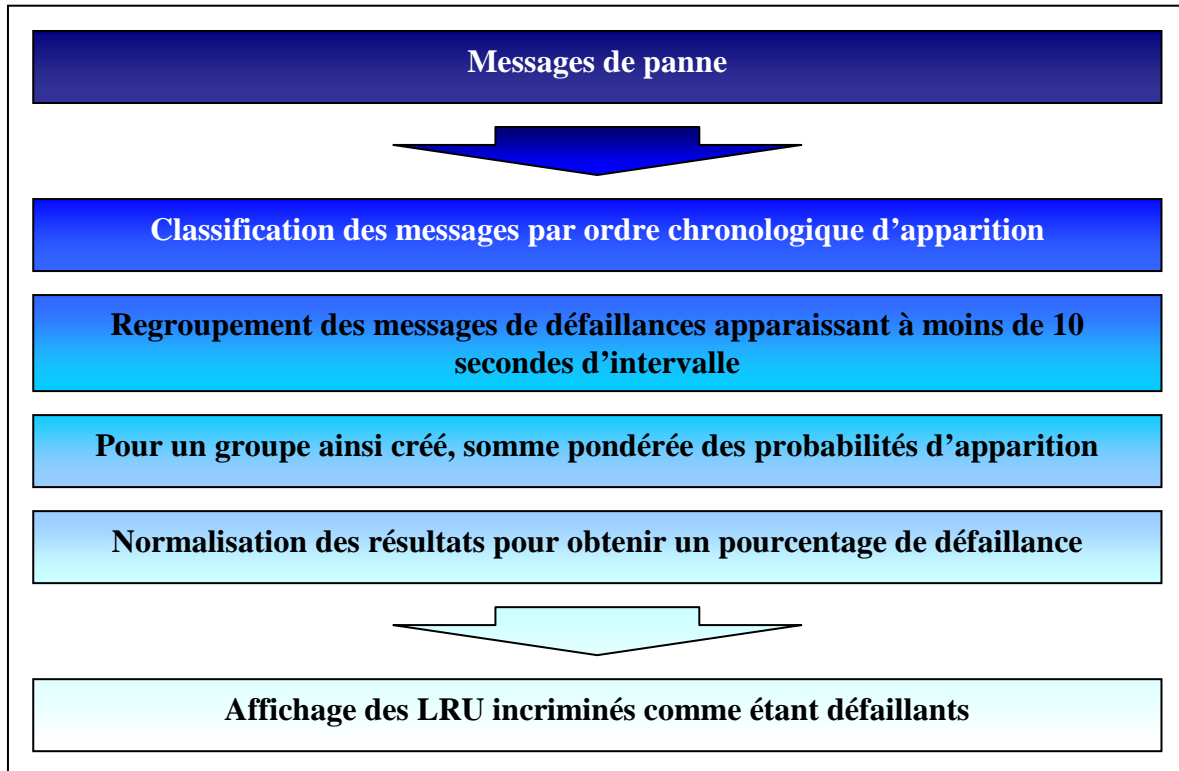 Messages de panne
Classification des messages par ordre chronologique d’apparition
Regroupement des messages de défaillances apparaissant à moins de 10
secondes d’intervalle
Pour un groupe ainsi créé, somme pondérée des probabilités d’apparition
Normalisation des résultats pour obtenir un pourcentage de défaillance
Affichage des LRU incriminés comme étant défaillants